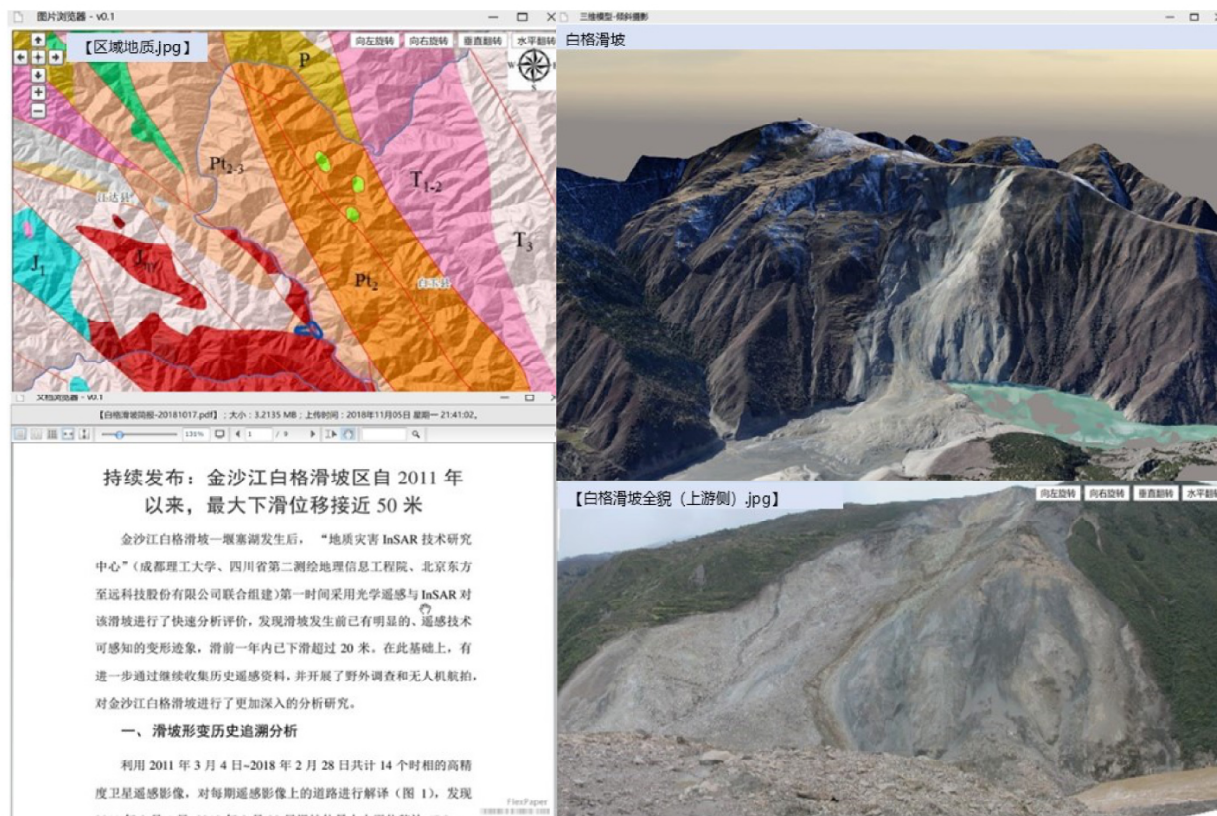 图片浏览器 - v0.1
【区域地质.jpg】
向左旋转 向右旋转 垂直翻转 水平翻转
W
S
P
Pt2-3
T1-2
江达县
T3
J1
Pt2
白玉县
文档浏览器 - v0.1
【白格滑坡简报-20181017.pdf】；大小：3.2135 MB；上传时间：2018年11月05日 星期一 21:41:02。
131% 1 / 9
持续发布：金沙江白格滑坡区自 2011 年
以来，最大下滑位移接近 50 米
金沙江白格滑坡—堰塞湖发生后， “地质灾害 InSAR 技术研究
中心”（成都理工大学、四川省第二测绘地理信息工程院、北京东方
至远科技股份有限公司联合组建）第一时间采用光学遥感与 InSAR 对
该滑坡进行了快速分析评价，发现滑坡发生前已有明显的、遥感技术
可感知的变形迹象，滑前一年内已下滑超过 20 米。在此基础上，有
进一步通过继续收集历史遥感资料，并开展了野外调查和无人机航拍，
对金沙江白格滑坡进行了更加深入的分析研究。
一、 滑坡形变历史追溯分析
利用 2011 年 3 月 4 日~2018 年 2 月 28 日共计 14 个时相的高精
度卫星遥感影像，对每期遥感影像上的道路进行解译（图 1），发现
FlexPaper
三维模型-倾斜摄影
白格滑坡
【白格滑坡全貌（上游侧）.jpg】
向左旋转 向右旋转 垂直翻转 水平翻